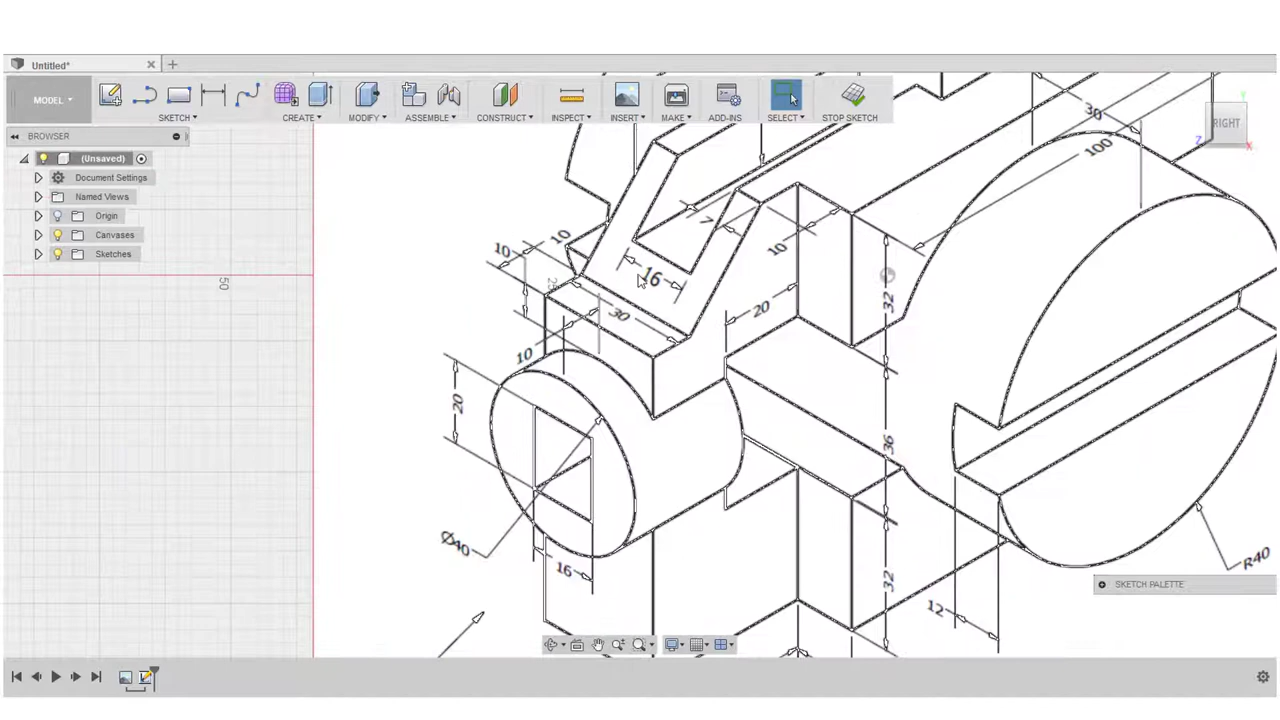 Untitled*
MODEL
SKETCH
CREATE
MODIFY
ASSEMBLE
CONSTRUCT
INSPECT
INSERT
MAKE
ADD-INS
SELECT
STOP SKETCH
BROWSER
(Unsaved)
Document Settings
Named Views
Origin
Canvases
Sketches
50
RIGHT
Y
Z
X
30
100
7
10
10
10
16
25
32
30
20
10
20
36
Ø40
16
32
12
R40
SKETCH PALETTE